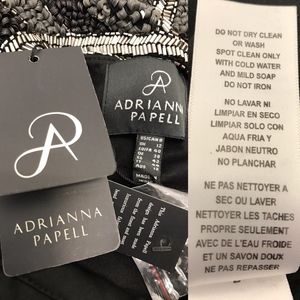 ADRIANNA
PAPELL
ADRIANNA
PAPELL
DO NOT DRY CLEAN
OR WASH
SPOT CLEAN ONLY
WITH COLD WATER
AND MILD SOAP
DO NOT IRON
NO LAVAR NI
LIMPIAR EN SECO
LIMPIAR SOLO CON
AQUA FRIA Y
JABON NEUTRO
NO PLANCHAR
NE PAS NETTOYER A
SEC OU LAVER
NETTOYER LES TACHES
PROPRE SEULEMENT
AVEC DE L'EAU FROIDE
ET UN SAVON DOUX
NE PAS REPASSER